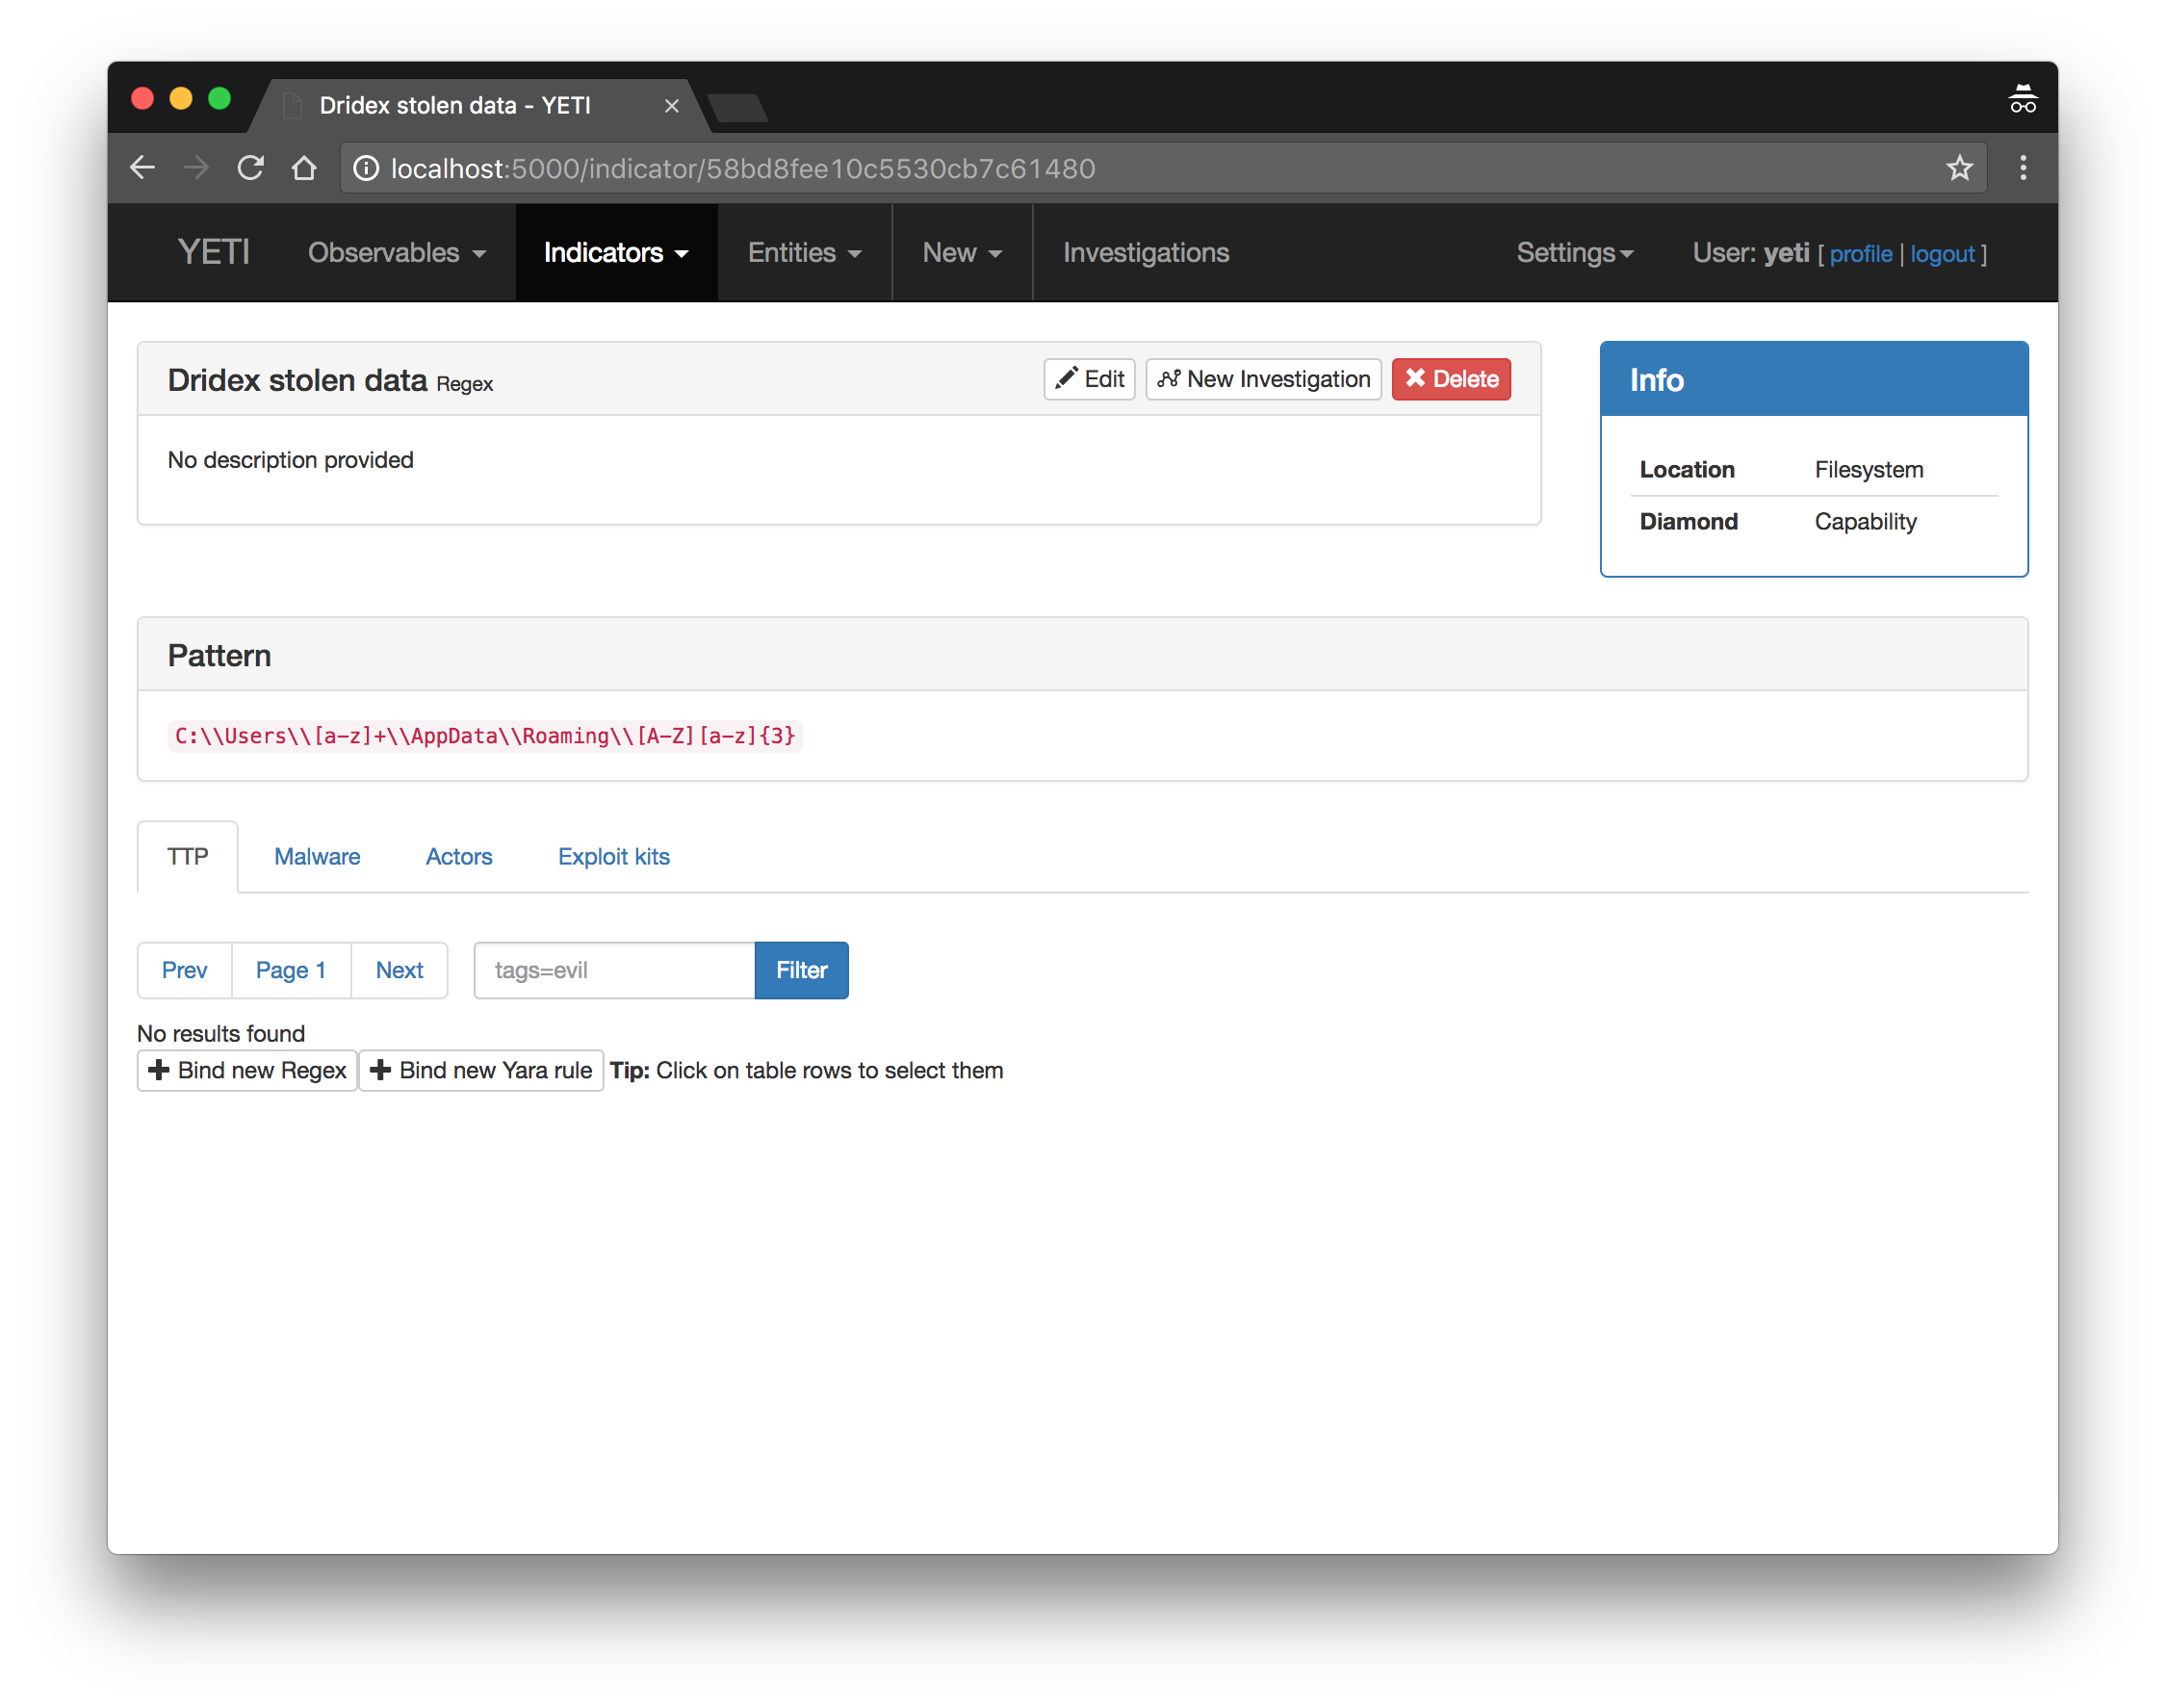 Dridex stolen data - YETI
localhost:5000/indicator/58bd8fee10c5530cb7c61480
YETI Observables Indicators Entities New Investigations Settings User: yeti [ profile | logout ]
Dridex stolen data Regex Edit New Investigation Delete
No description provided
Info
Location Filesystem
Diamond Capability
Pattern
C:\\Users\\[a-z]+\\AppData\\Roaming\\[A-Z][a-z]{3}
TTP Malware Actors Exploit kits
Prev Page 1 Next tags=evil Filter
No results found
Bind new Regex Bind new Yara rule Tip: Click on table rows to select them